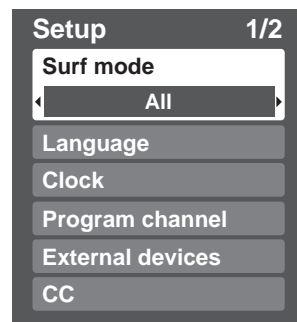 Setup 1/2
Surf mode
All
Language
Clock
Program channel
External devices
CC